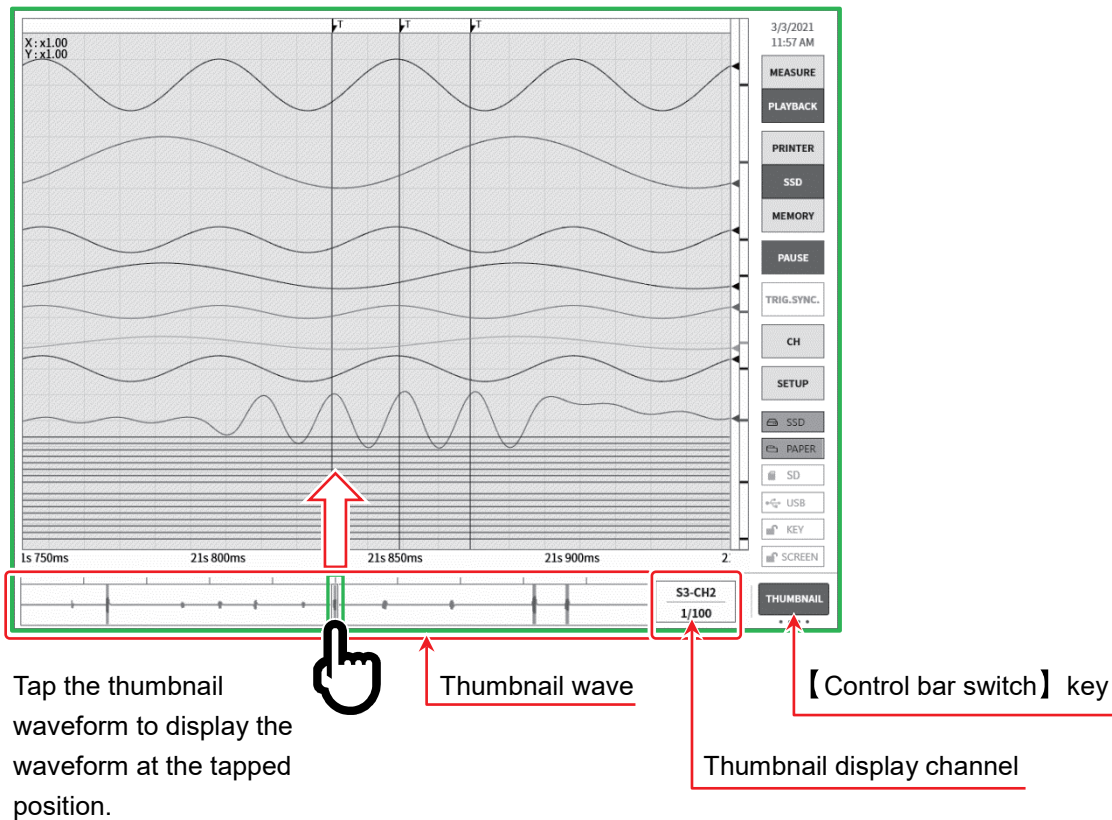 T
T
T
3/3/2021
11:57 AM
X:x1.00
Y:x1.00
MEASURE
PLAYBACK
PRINTER
SSD
MEMORY
PAUSE
TRIG.SYNC.
CH
SETUP
SSD
PAPER
SD
USB
KEY
SCREEN
1s 750ms
21s 800ms
21s 850ms
21s 900ms
2
S3-CH2
1/100
THUMBNAIL
Tap the thumbnail
waveform to display the
waveform at the tapped
position.
Thumbnail wave
【Control bar switch】key
Thumbnail display channel